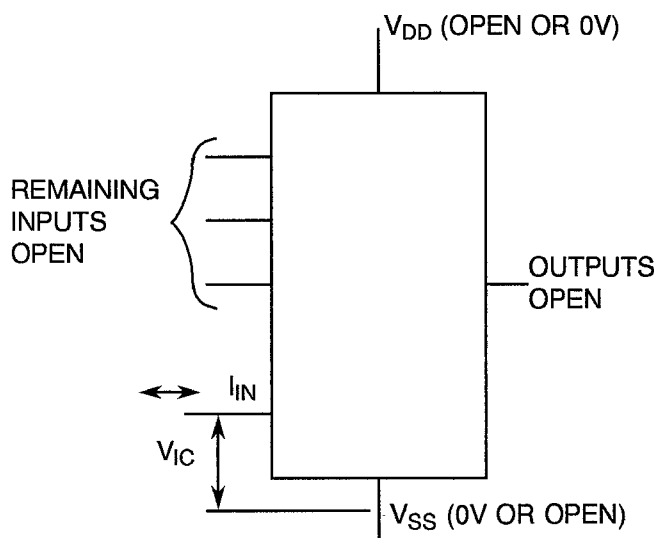 V_DD (OPEN OR 0V)
REMAINING
INPUTS
OPEN
OUTPUTS
OPEN
I_IN
V_IC
V_SS (0V OR OPEN)